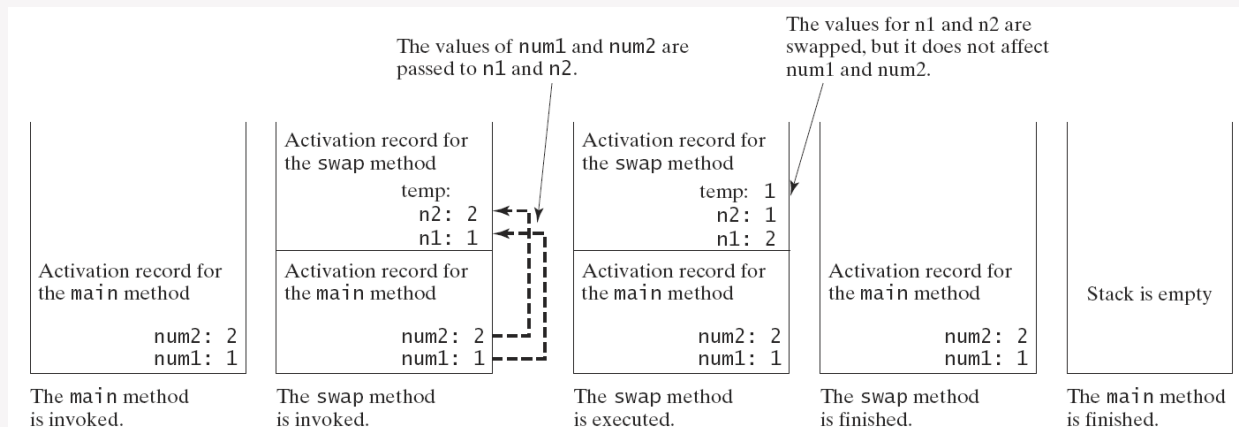 The values of num1 and num2 are
passed to n1 and n2.
The values for n1 and n2 are
swapped, but it does not affect
num1 and num2.
Activation record for
the main method
num2: 2
num1: 1
The main method
is invoked.
Activation record for
the swap method
temp:
n2: 2
n1: 1
Activation record for
the main method
num2: 2
num1: 1
The swap method
is invoked.
Activation record for
the swap method
temp: 1
n2: 1
n1: 2
Activation record for
the main method
num2: 2
num1: 1
The swap method
is executed.
Activation record for
the main method
num2: 2
num1: 1
The swap method
is finished.
Stack is empty
The main method
is finished.